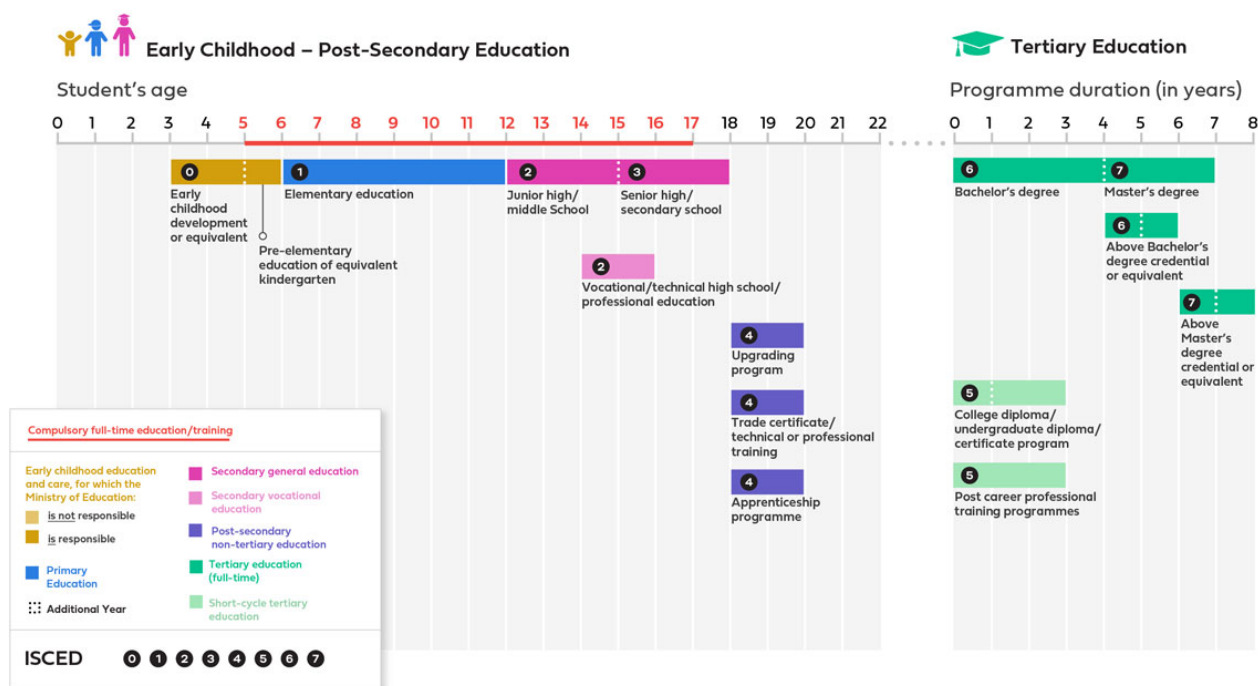 Early Childhood – Post-Secondary Education
Student's age
0 1 2 3 4 5 6 7 8 9 10 11 12 13 14 15 16 17 18 19 20 21 22
0
Early
childhood
development
or equivalent
Pre-elementary
education of equivalent
kindergarten
1
Elementary education
2
Junior high/
middle School
3
Senior high/
secondary school
2
Vocational/technical high school/
professional education
4
Upgrading
program
4
Trade certificate/
technical or professional
training
4
Apprenticeship
programme
Tertiary Education
Programme duration (in years)
0 1 2 3 4 5 6 7 8
6
Bachelor's degree
7
Master's degree
6
Above Bachelor's
degree credential
or equivalent
7
Above
Master's
degree
credential or
equivalent
5
College diploma/
undergraduate diploma/
certificate program
5
Post career professional
training programmes
Compulsory full-time education/training
Early childhood education
and care, for which the
Ministry of Education:
is not responsible
is responsible
Primary
Education
Additional Year
Secondary general education
Secondary vocational
education
Post-secondary
non-tertiary education
Tertiary education
(full-time)
Short-cycle tertiary
education
ISCED 0 1 2 3 4 5 6 7